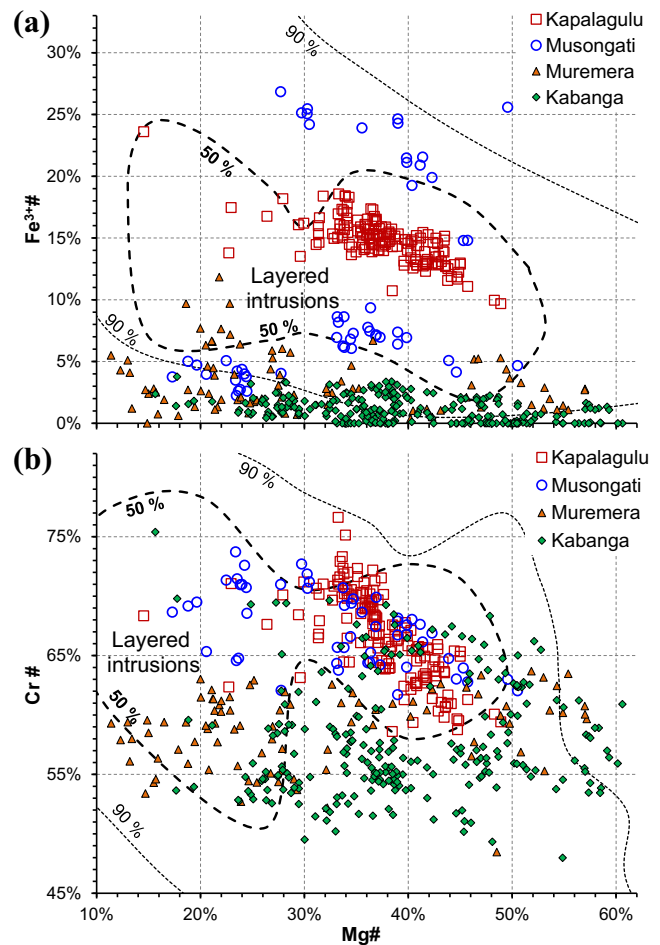 (a)
90 %
Kapalagulu
Musongati
Muremera
Kabanga
30%
25%
20%
15%
10%
5%
0%
Fe3+#
50 %
Layered
intrusions
50 %
90 %
(b)
90 %
50 %
Kapalagulu
Musongati
Muremera
Kabanga
75%
65%
55%
45%
Cr #
Layered
intrusions
50 %
90 %
10%
20%
30%
40%
50%
60%
Mg#